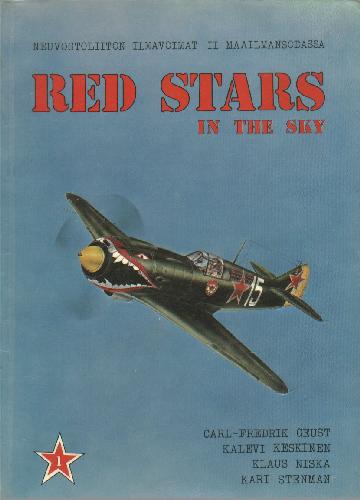 NEUVOSTOLIITON ILMAVOIMAT II MAAILMANSODASSA
RED STARS
IN THE SKY
15
CARL-FREDRIK GEUST
KALEVI KESKINEN
KLAUS NISKA
KARI STENMAN
1